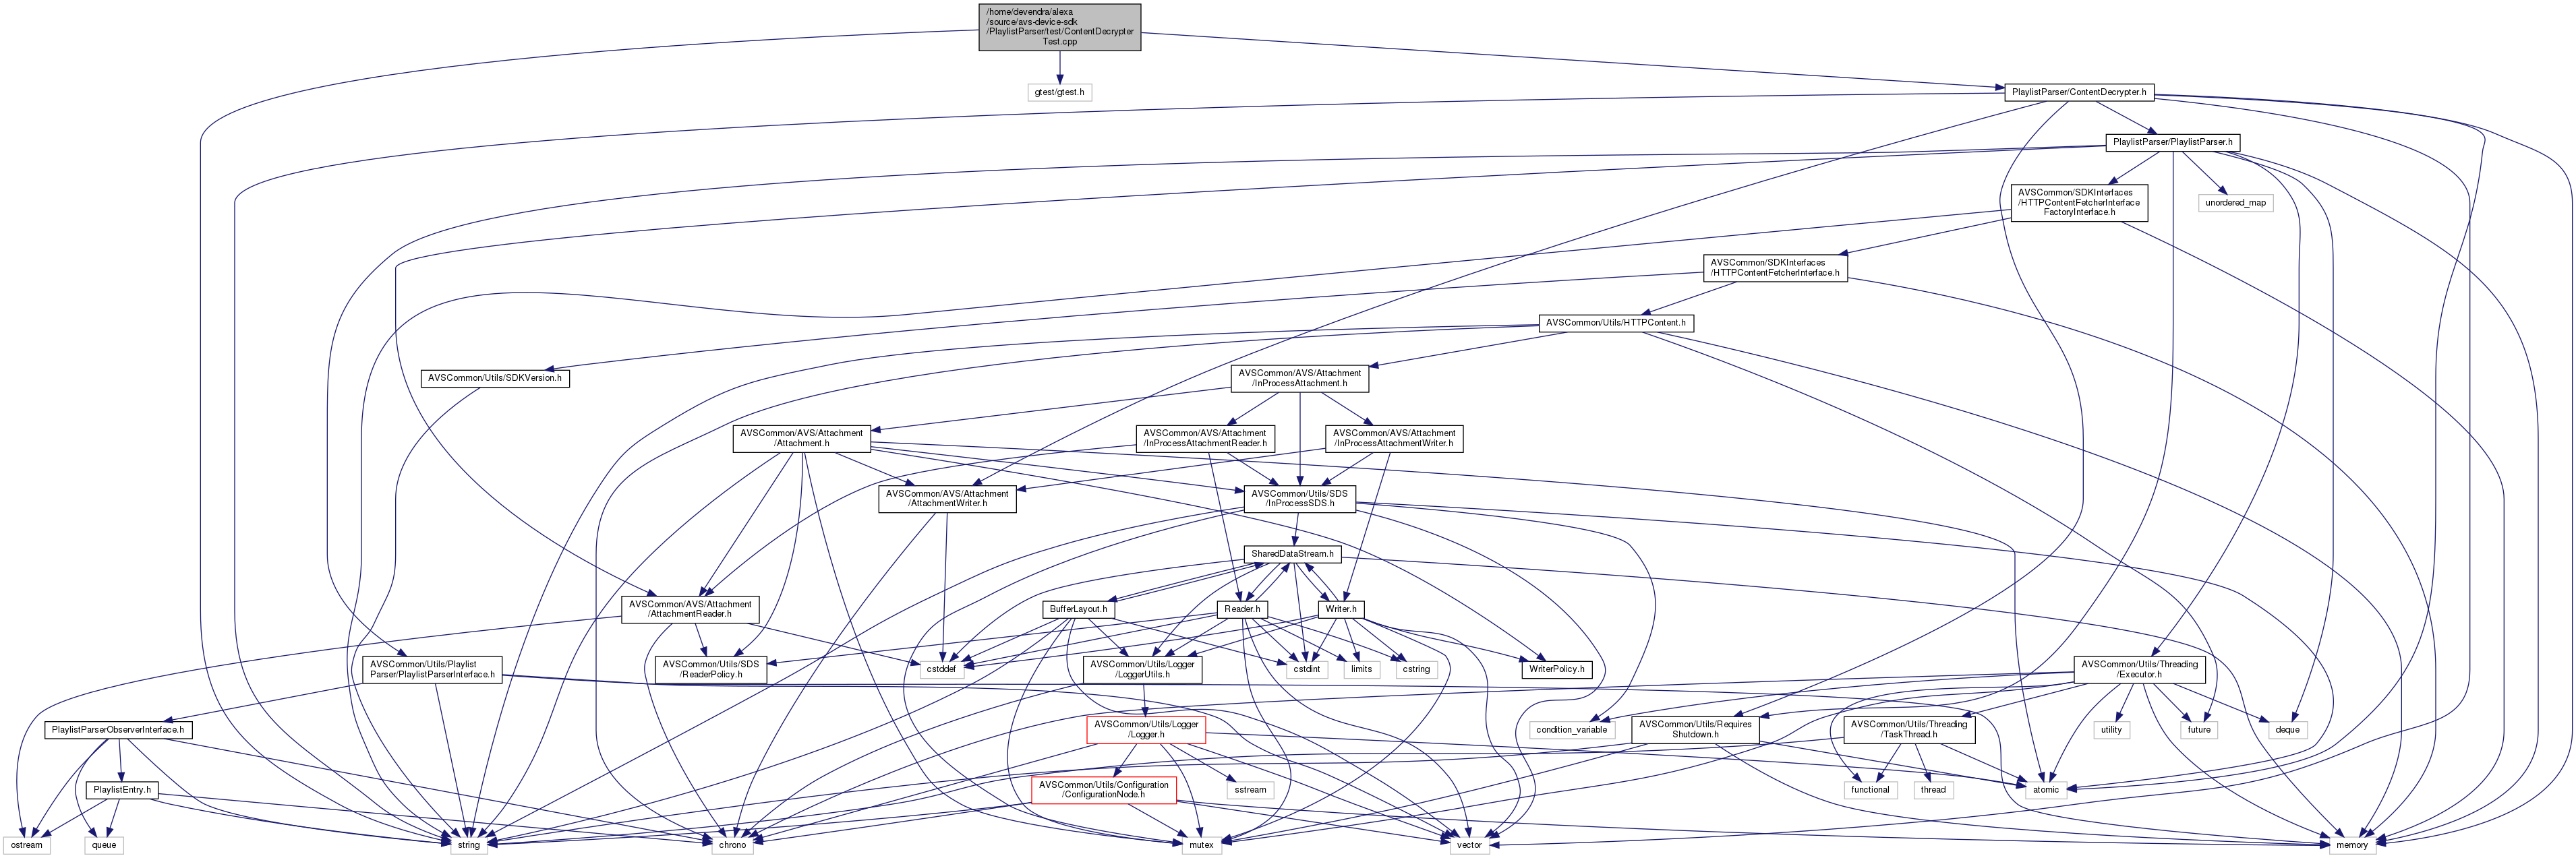 /home/devendra/alexa
/source/avs-device-sdk
/PlaylistParser/test/ContentDecrypter
Test.cpp
gtest/gtest.h
PlaylistParser/ContentDecrypter.h
PlaylistParser/PlaylistParser.h
AVSCommon/SDKInterfaces
/HTTPContentFetcherInterface
FactoryInterface.h
unordered_map
AVSCommon/SDKInterfaces
/HTTPContentFetcherInterface.h
AVSCommon/Utils/HTTPContent.h
AVSCommon/Utils/SDKVersion.h
AVSCommon/AVS/Attachment
/InProcessAttachment.h
AVSCommon/AVS/Attachment
/Attachment.h
AVSCommon/AVS/Attachment
/InProcessAttachmentReader.h
AVSCommon/AVS/Attachment
/InProcessAttachmentWriter.h
AVSCommon/AVS/Attachment
/AttachmentWriter.h
AVSCommon/Utils/SDS
/InProcessSDS.h
SharedDataStream.h
AVSCommon/AVS/Attachment
/AttachmentReader.h
BufferLayout.h
Reader.h
Writer.h
AVSCommon/Utils/Playlist
Parser/PlaylistParserInterface.h
AVSCommon/Utils/SDS
/ReaderPolicy.h
cstddef
AVSCommon/Utils/Logger
/LoggerUtils.h
cstdint
limits
cstring
WriterPolicy.h
AVSCommon/Utils/Threading
/Executor.h
PlaylistParserObserverInterface.h
AVSCommon/Utils/Logger
/Logger.h
condition_variable
AVSCommon/Utils/Requires
Shutdown.h
AVSCommon/Utils/Threading
/TaskThread.h
utility
future
deque
PlaylistEntry.h
AVSCommon/Utils/Configuration
/ConfigurationNode.h
sstream
functional
thread
atomic
ostream
queue
string
chrono
mutex
vector
memory